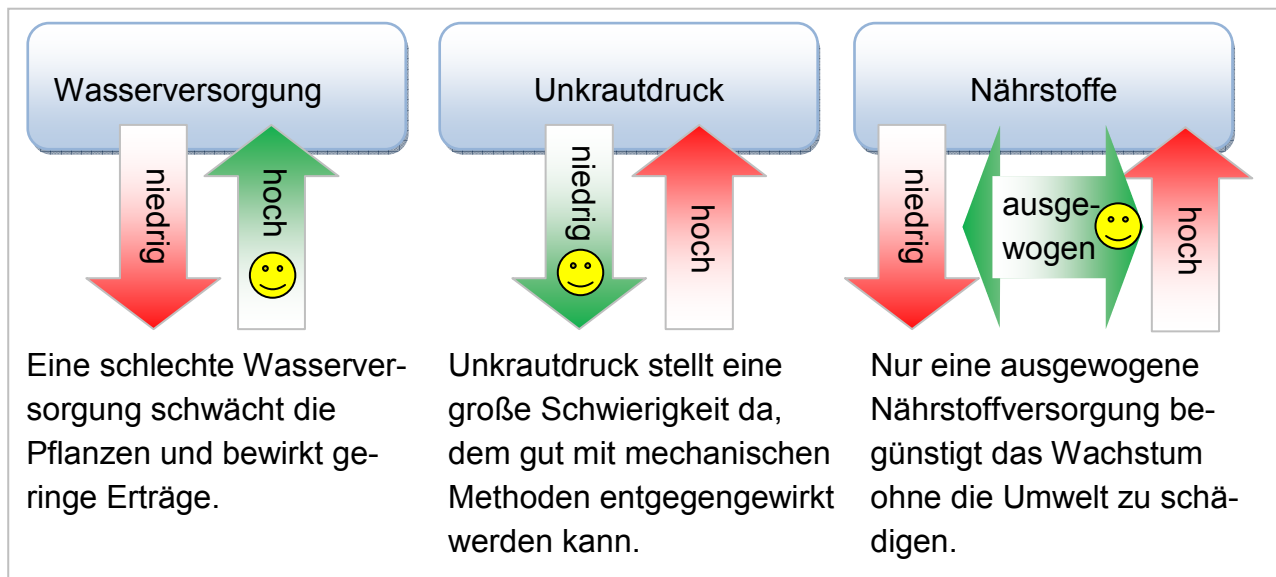 Wasserversorgung
niedrig
hoch
Eine schlechte Wasserver-
sorgung schwächt die
Pflanzen und bewirkt ge-
ringe Erträge.
Unkrautdruck
niedrig
hoch
Unkrautdruck stellt eine
große Schwierigkeit da,
dem gut mit mechanischen
Methoden entgegengewirkt
werden kann.
Nährstoffe
niedrig
ausge-
wogen
hoch
Nur eine ausgewogene
Nährstoffversorgung be-
günstigt das Wachstum
ohne die Umwelt zu schä-
digen.